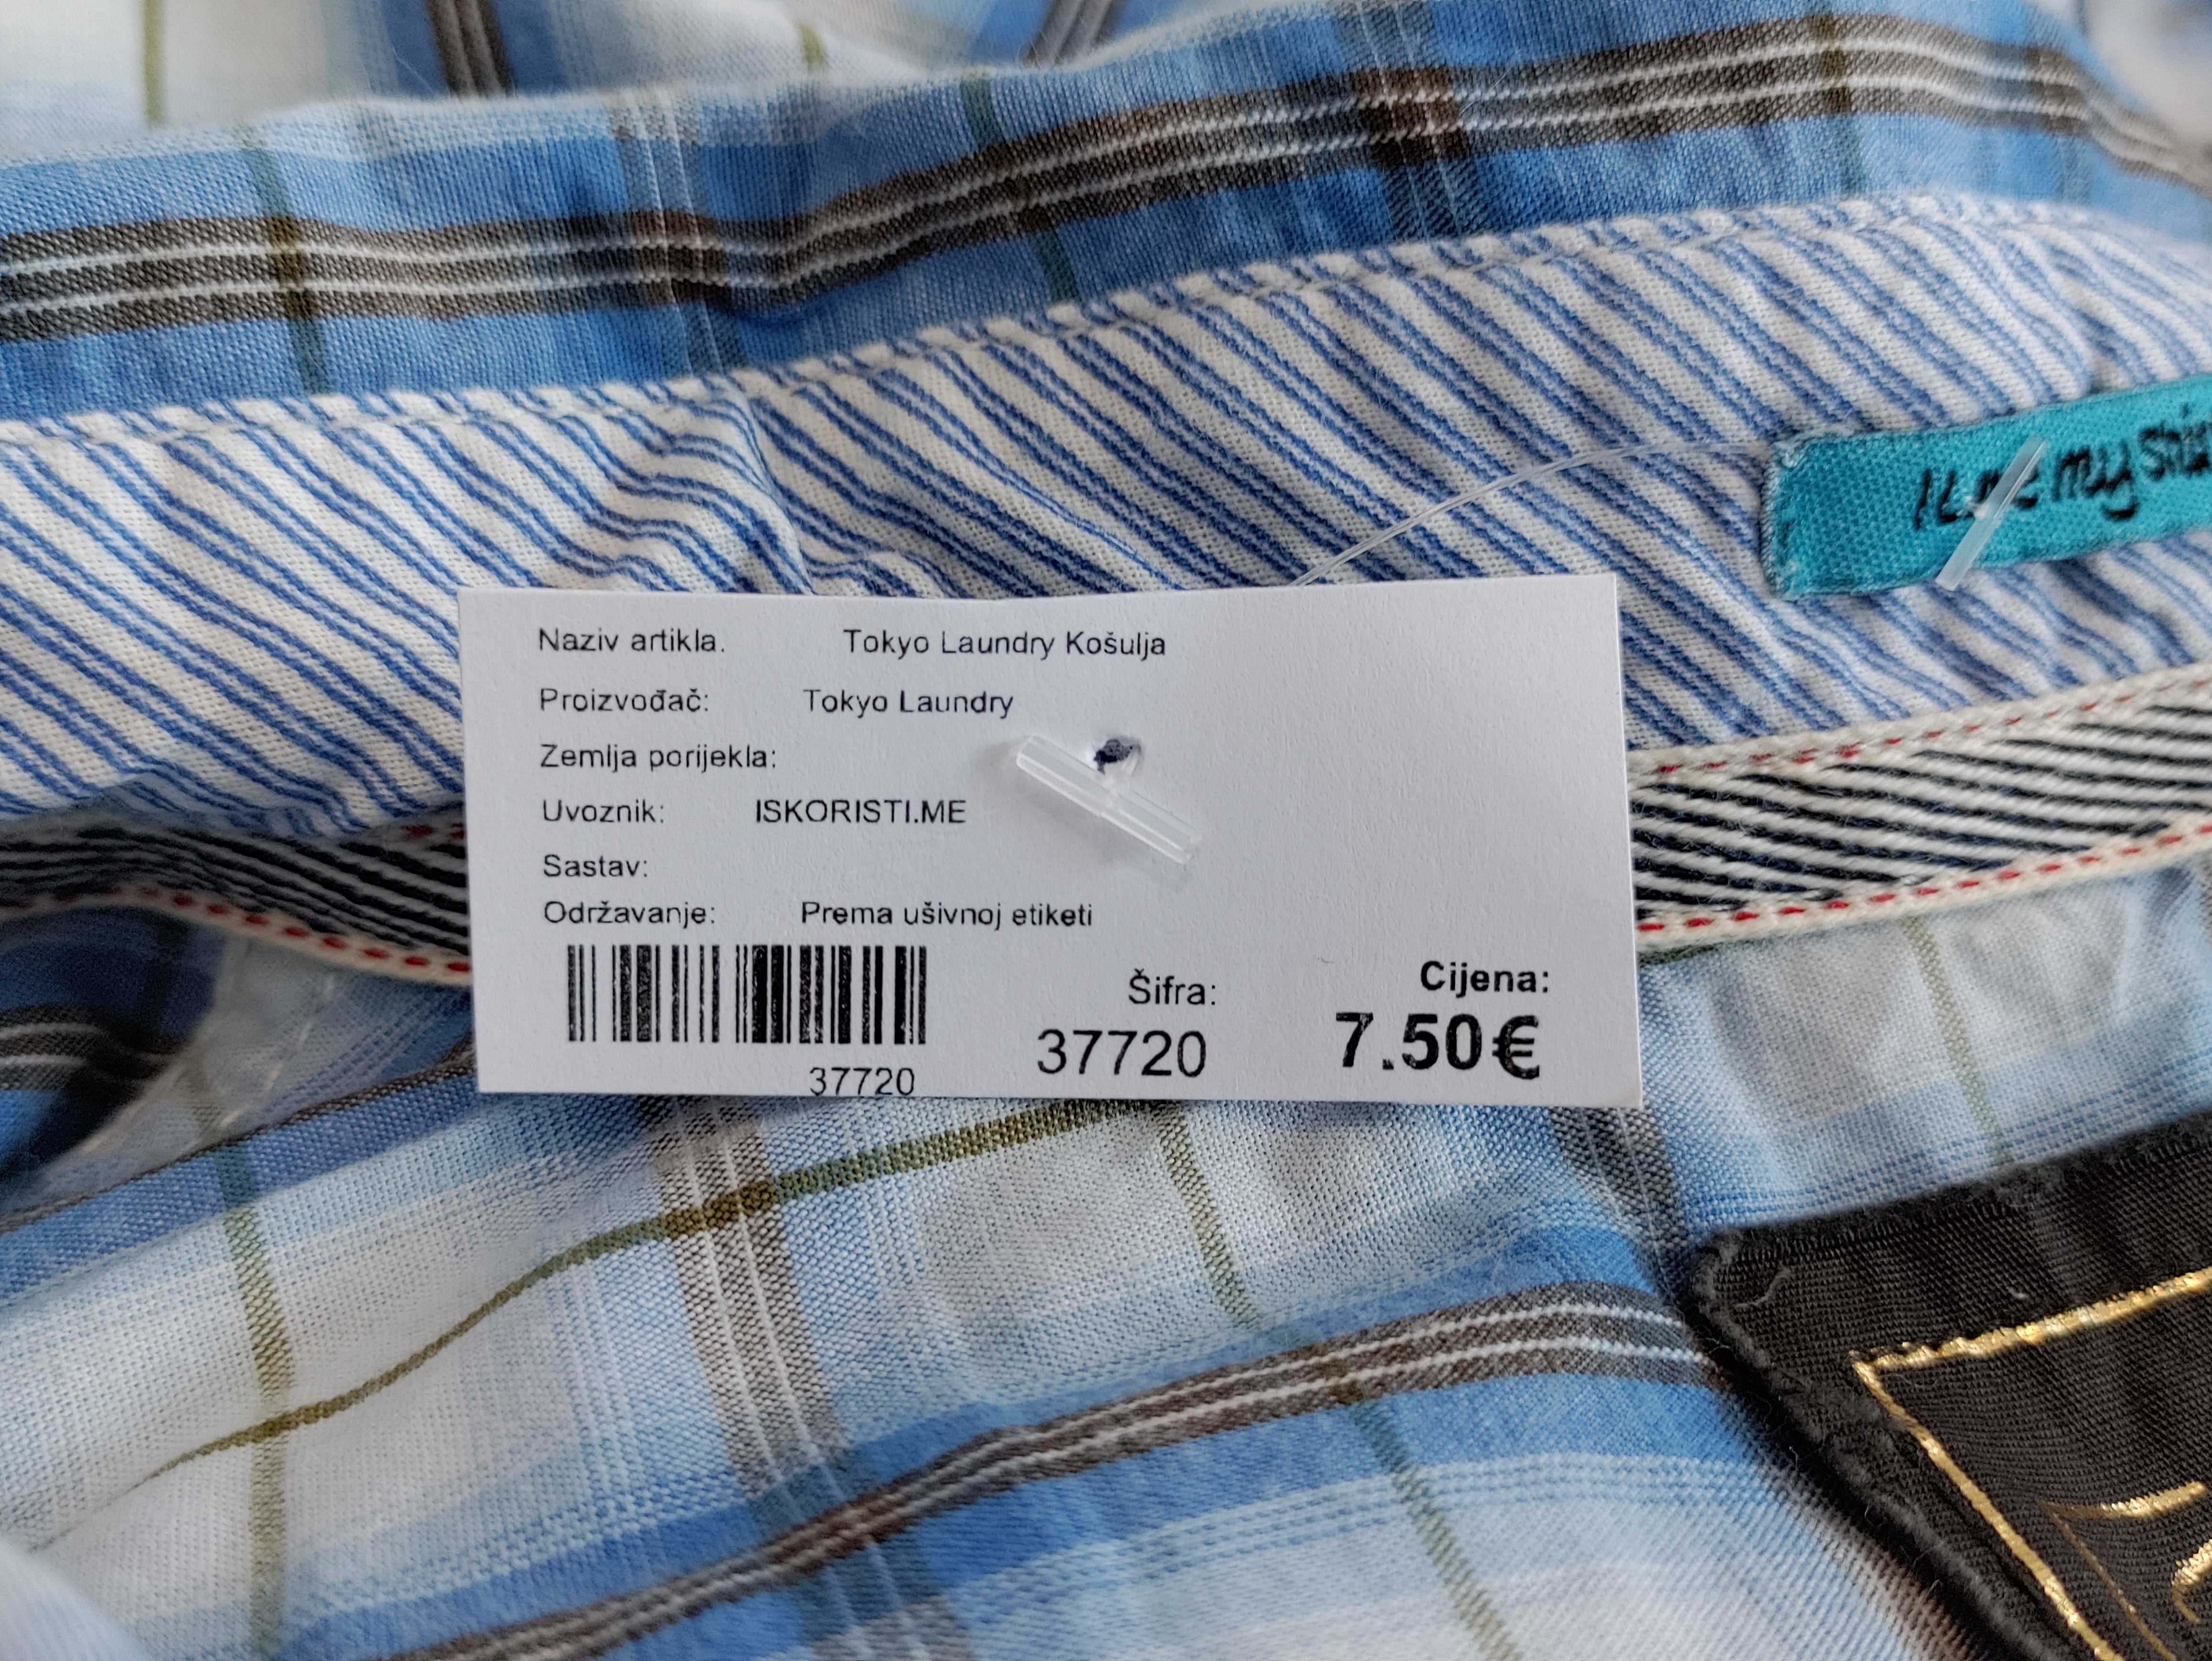 my
Naziv artikla. Tokyo Laundry Košulja
Proizvođač: Tokyo Laundry
Zemlja porijekla:
Uvoznik: ISKORISTI.ME
Sastav:
Održavanje: Prema ušivnoj etiketi
Šifra: Cijena:
37720 7.50€
37720